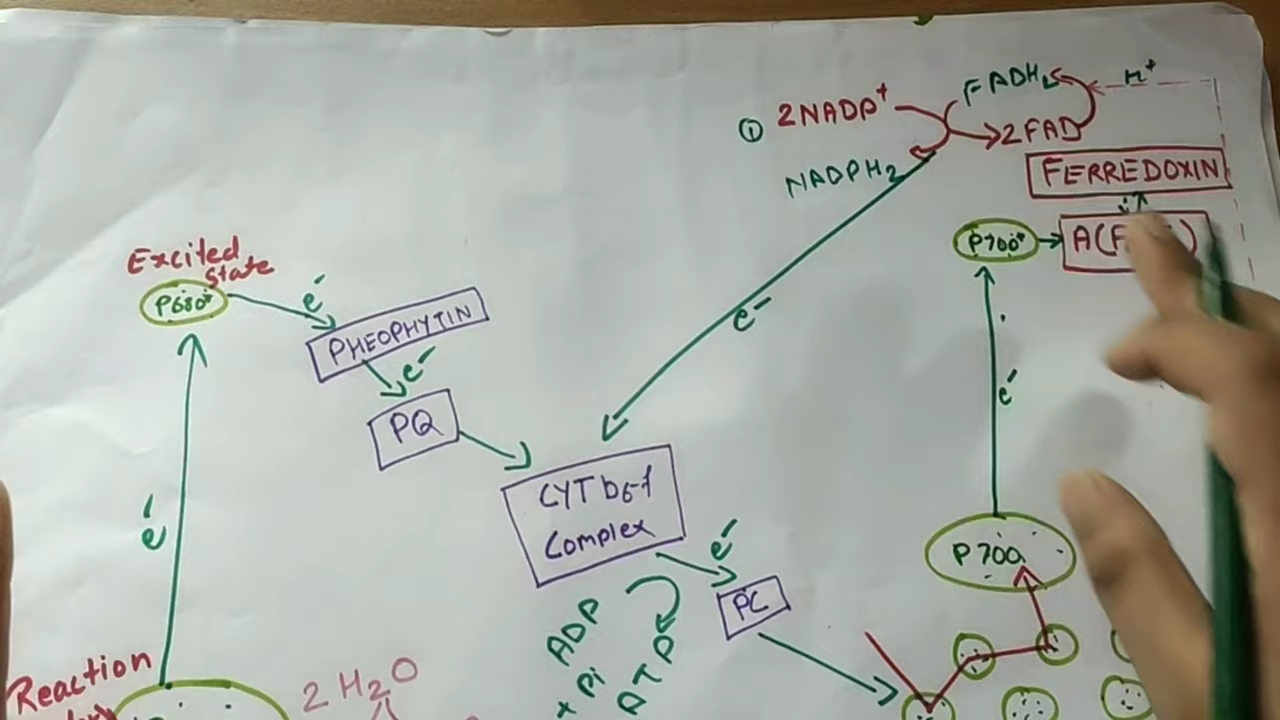 FADH2
H+
① 2NADP+
2FAD
NADPH2
FERREDOXIN
P700*
Excited
state
P680*
e-
e-
PHEOPHYTIN
e-
PQ
e-
e-
CYT b6-f
Complex
e-
P700
e-
PC
ADP
+ Pi
ATP
Reaction
2H2O